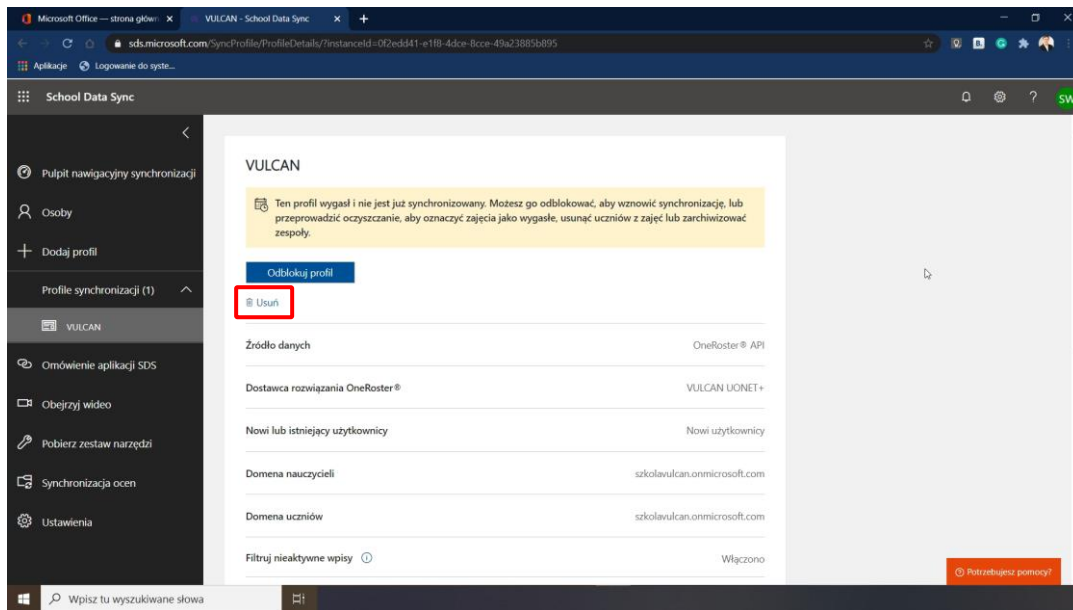 Microsoft Office — strona główn
VULCAN - School Data Sync
sds.microsoft.com/SyncProfile/ProfileDetails/?instanceId=0f2edd41-e1f8-4dce-8cce-49a23885b895
Aplikacje
Logowanie do syste...
School Data Sync
SW
Pulpit nawigacyjny synchronizacji
Osoby
Dodaj profil
Profile synchronizacji (1)
VULCAN
Omówienie aplikacji SDS
Obejrzyj wideo
Pobierz zestaw narzędzi
Synchronizacja ocen
Ustawienia
VULCAN
Ten profil wygasł i nie jest już synchronizowany. Możesz go odblokować, aby wznowić synchronizację, lub
przeprowadzić oczyszczanie, aby oznaczyć zajęcia jako wygasłe, usunąć uczniów z zajęć lub zarchiwizować
zespoły.
Odblokuj profil
Usuń
Źródło danych
OneRoster® API
Dostawca rozwiązania OneRoster®
VULCAN UONET+
Nowi lub istniejący użytkownicy
Nowi użytkownicy
Domena nauczycieli
szkolavulcan.onmicrosoft.com
Domena uczniów
szkolavulcan.onmicrosoft.com
Filtruj nieaktywne wpisy
Włączono
Potrzebujesz pomocy?
Wpisz tu wyszukiwane słowa